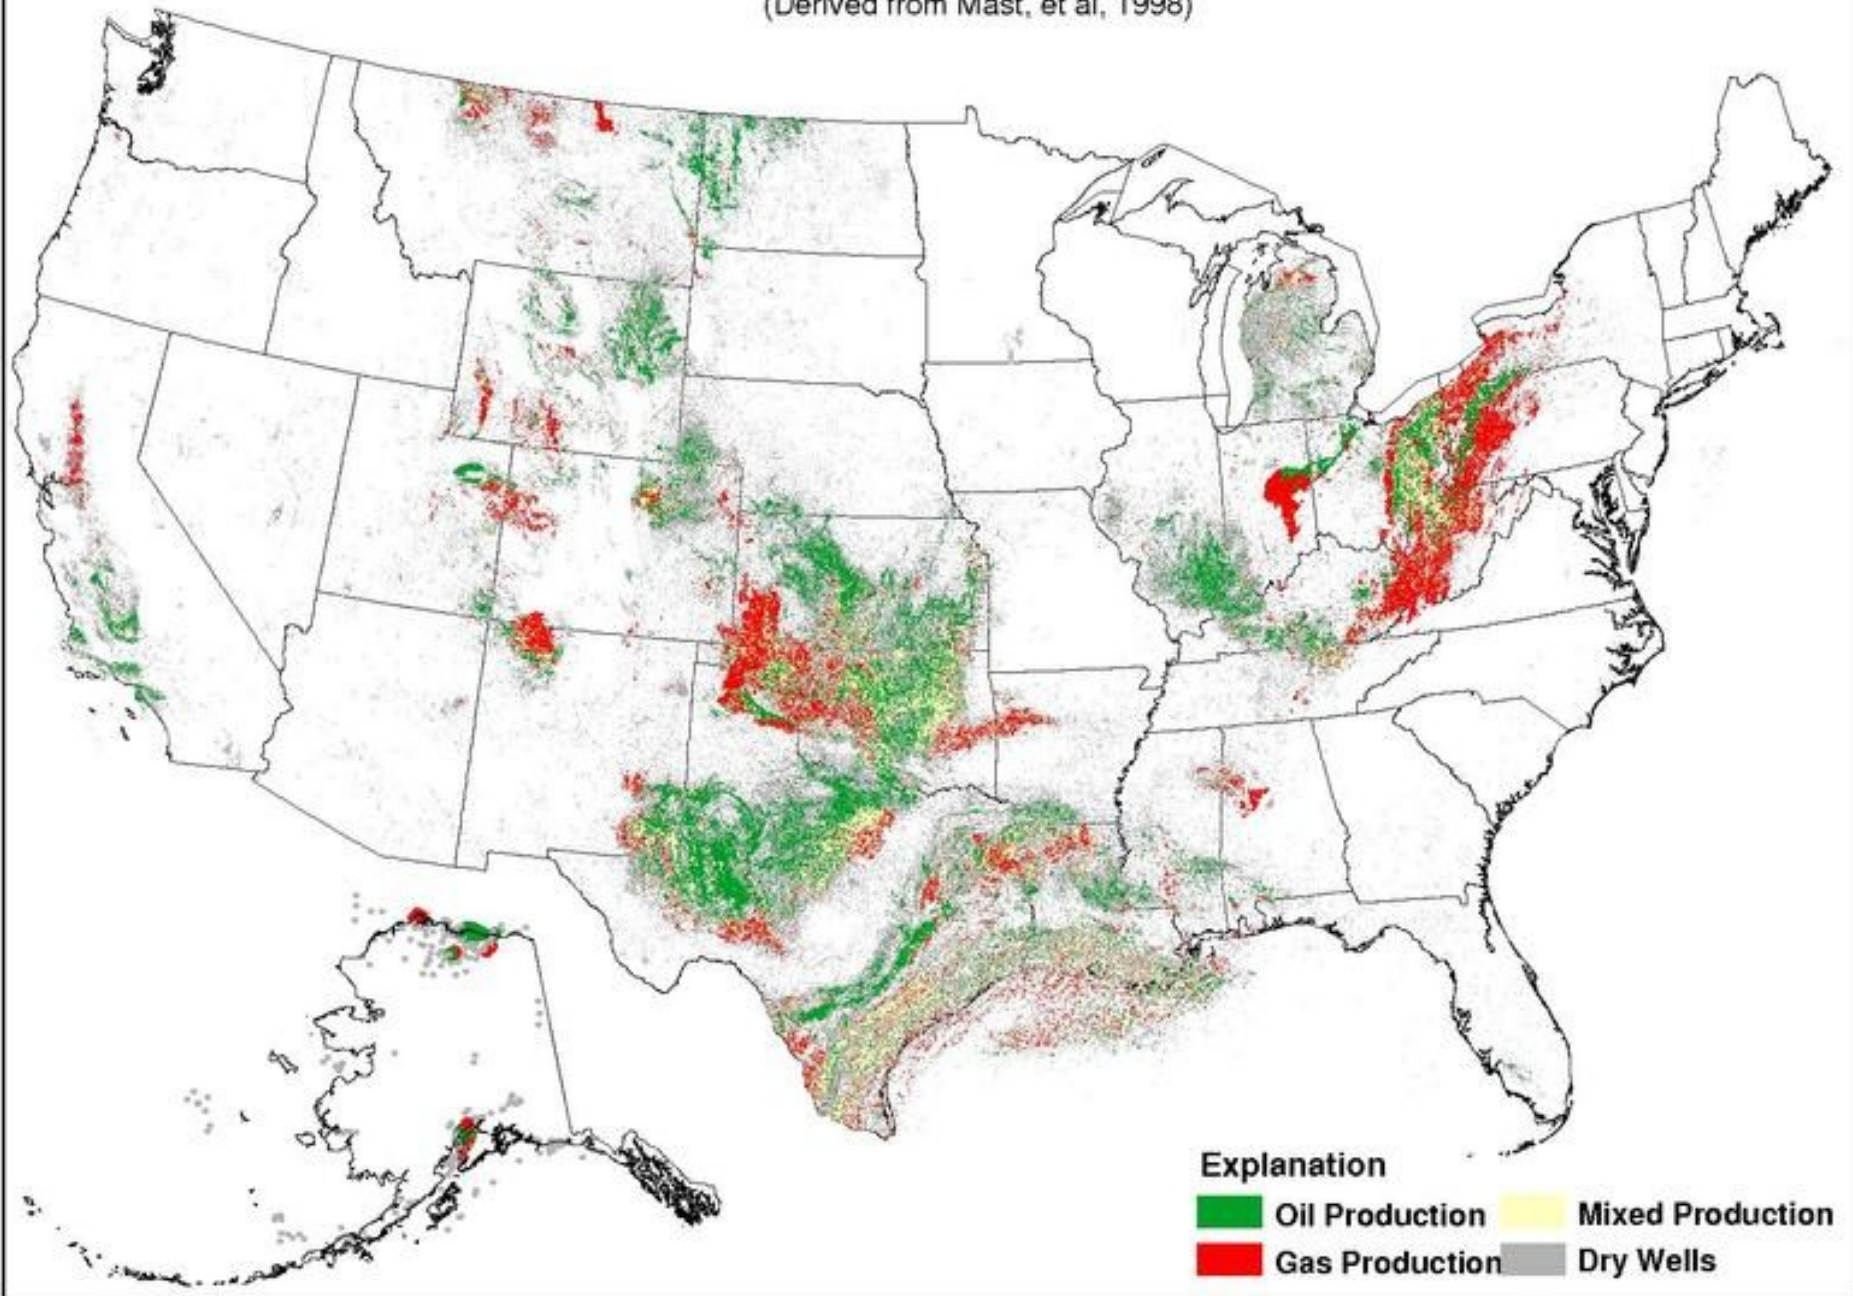 (Derived from Mast, et al, 1998)
Explanation
Oil Production
Mixed Production
Gas Production
Dry Wells